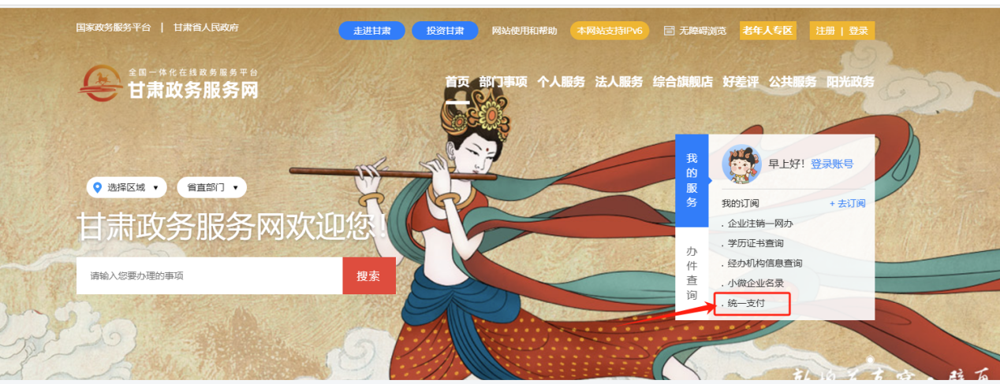 国家政务服务平台 | 甘肃省人民政府
走进甘肃 投资甘肃 网站使用和帮助 本网站支持IPv6 无障碍浏览 老年人专区 注册 | 登录
全国一体化在线政务服务平台
甘肃政务服务网
首页 部门事项 个人服务 法人服务 综合旗舰店 好差评 公共服务 阳光政务
我的服务
办件查询
早上好！登录账号
我的订阅 + 去订阅
. 企业注销一网办
. 学历证书查询
. 经办机构信息查询
. 小微企业名录
. 统一支付
选择区域 ▼ 省直部门 ▼
甘肃政务服务网欢迎您！
请输入您要办理的事项 搜索